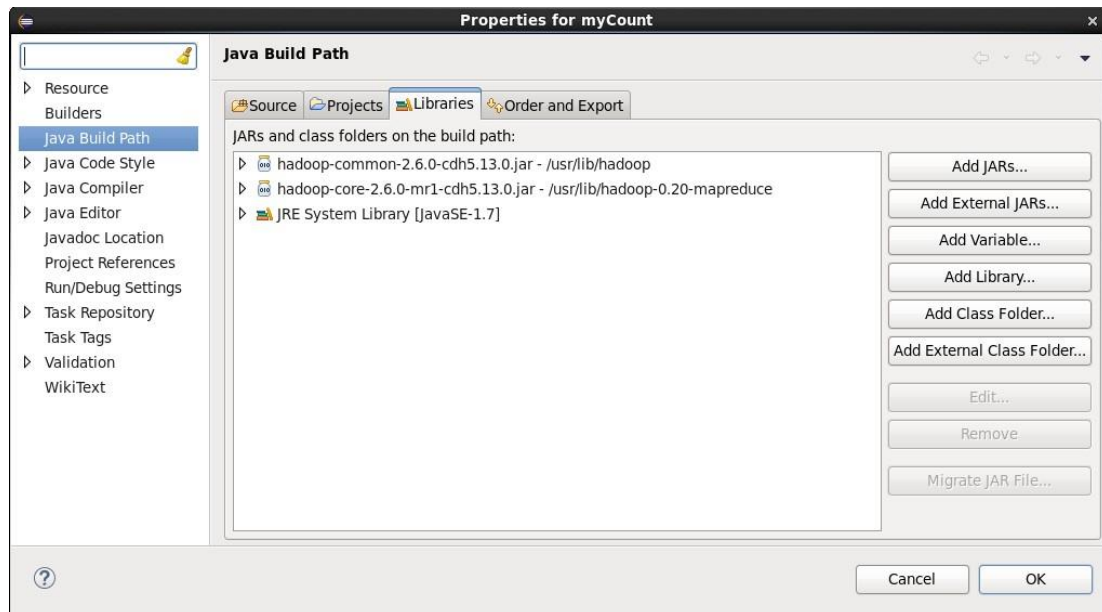 Properties for myCount
Java Build Path
Resource
Builders
Java Build Path
Java Code Style
Java Compiler
Java Editor
Javadoc Location
Project References
Run/Debug Settings
Task Repository
Task Tags
Validation
WikiText
Source Projects Libraries Order and Export
JARs and class folders on the build path:
hadoop-common-2.6.0-cdh5.13.0.jar - /usr/lib/hadoop
hadoop-core-2.6.0-mr1-cdh5.13.0.jar - /usr/lib/hadoop-0.20-mapreduce
JRE System Library [JavaSE-1.7]
Add JARs...
Add External JARs...
Add Variable...
Add Library...
Add Class Folder...
Add External Class Folder...
Edit...
Remove
Migrate JAR File...
Cancel OK